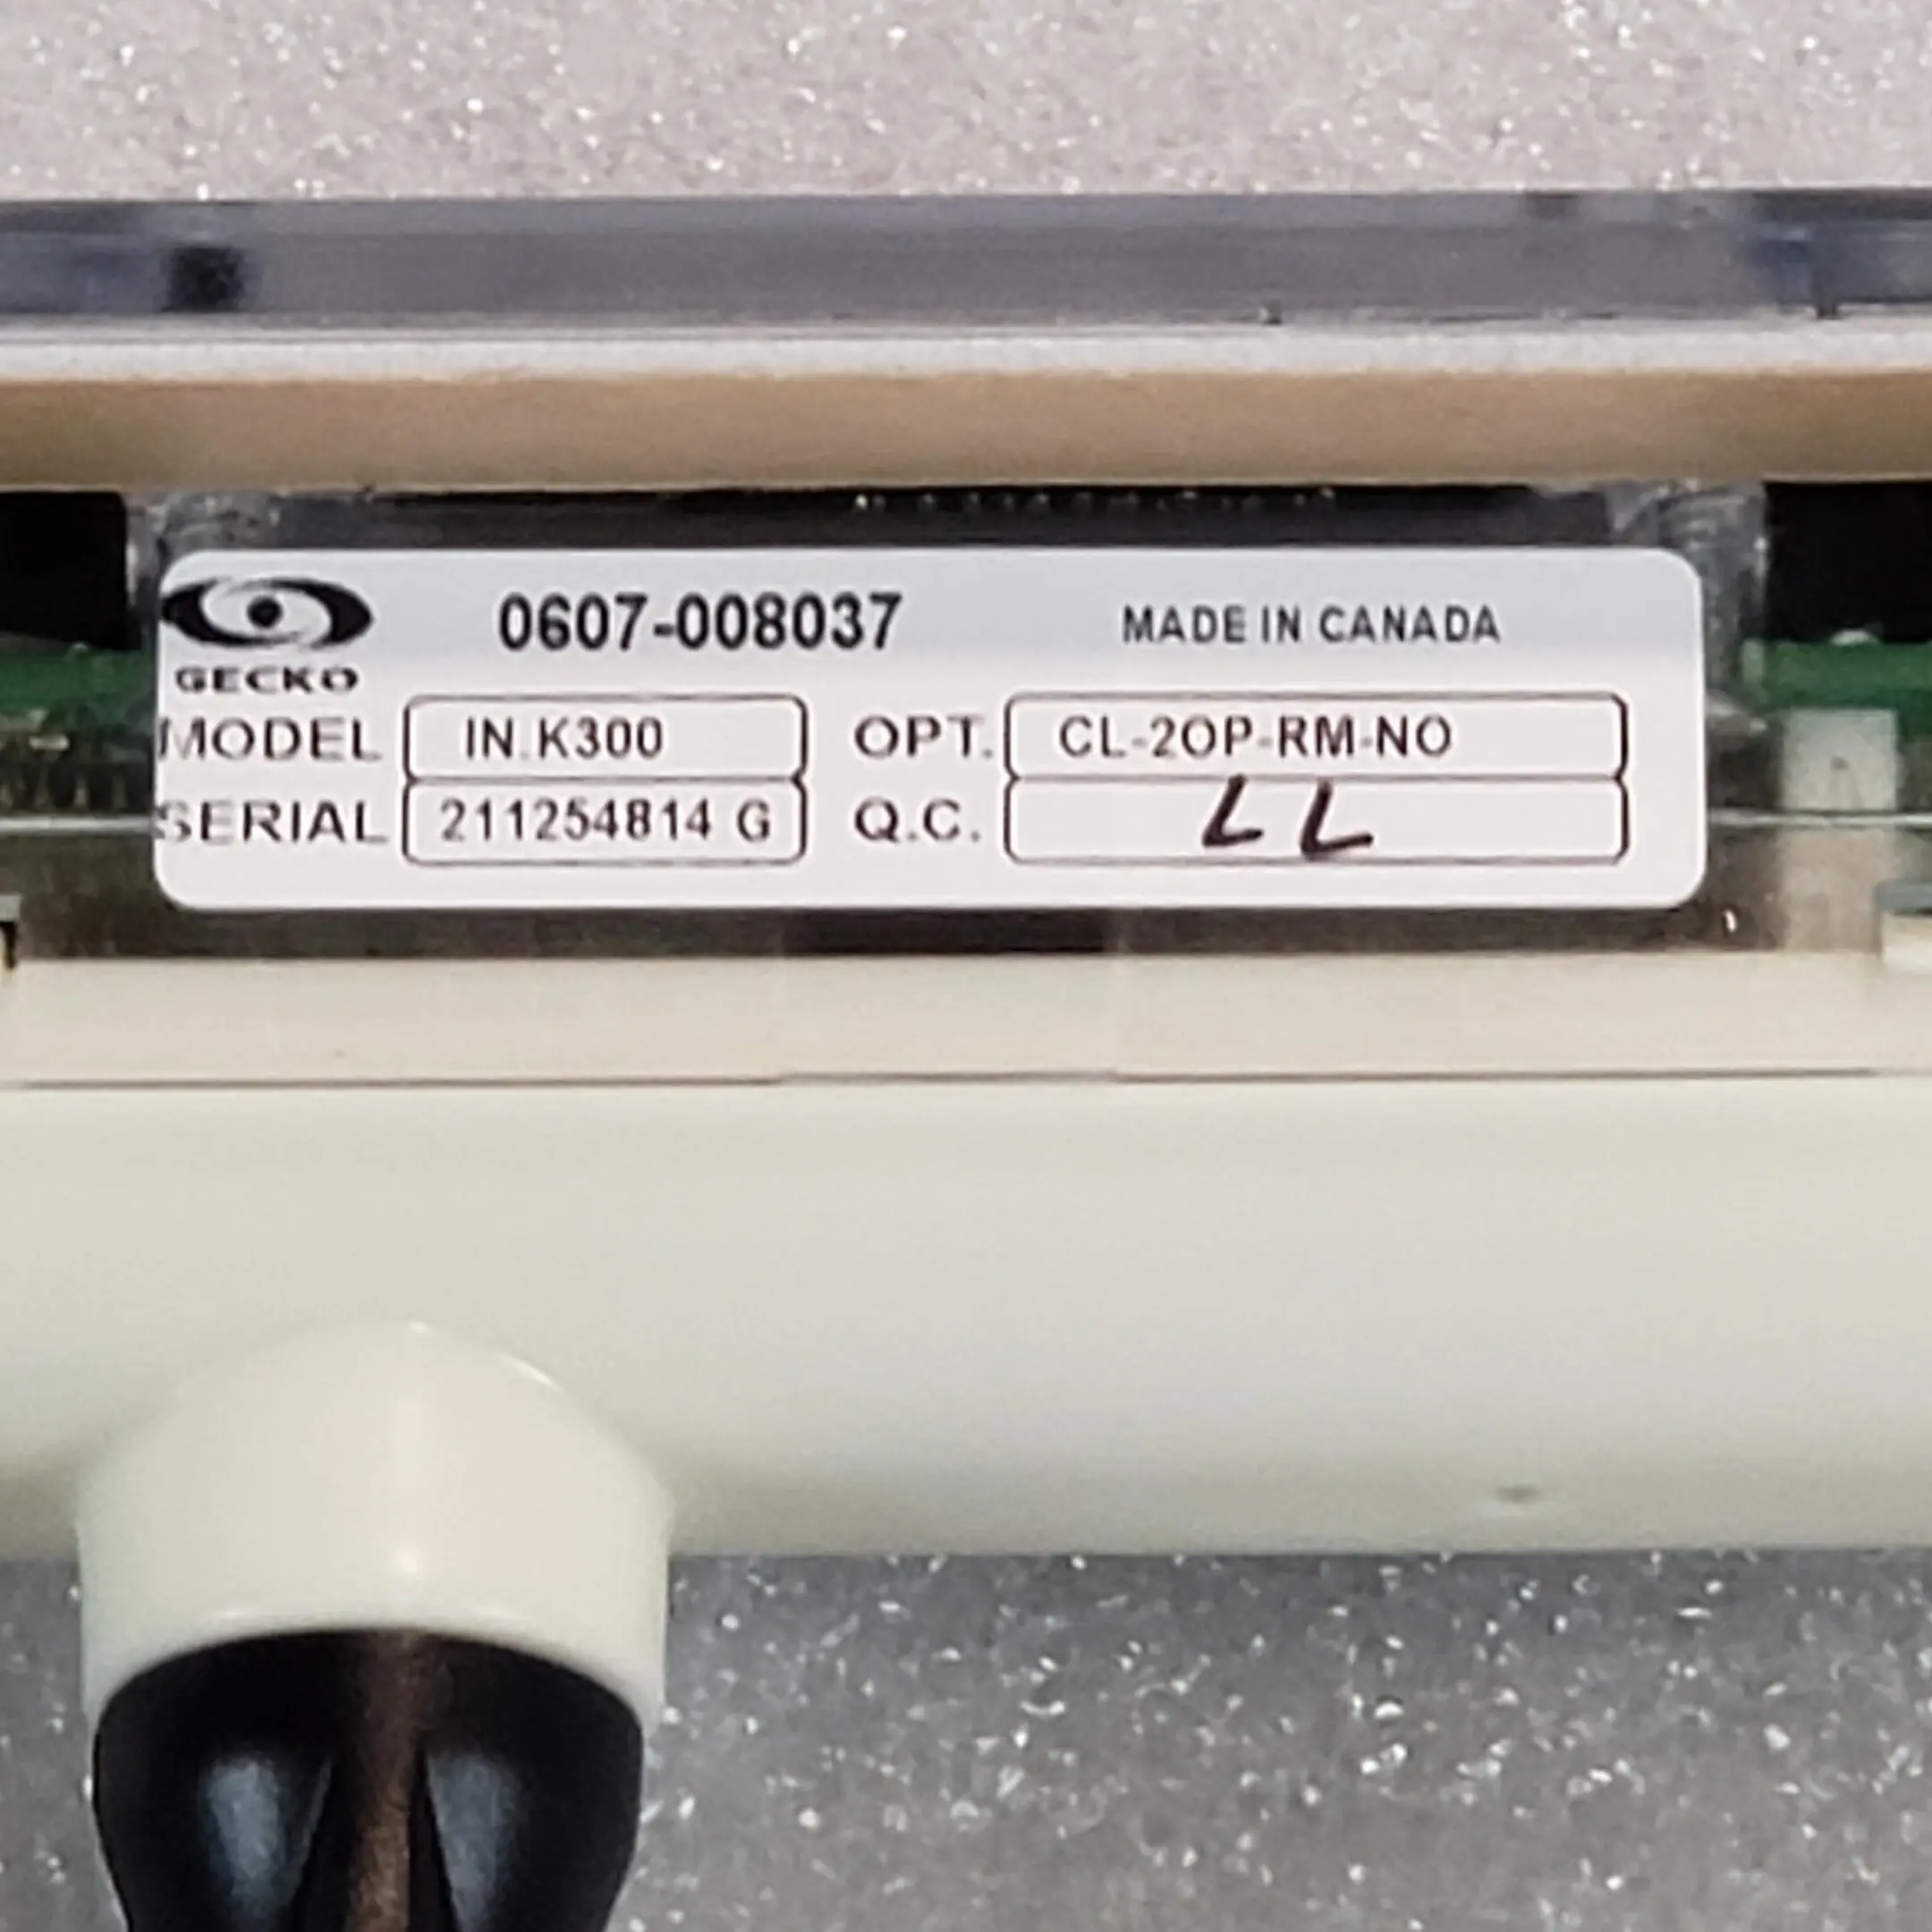 0607-008037 MADE IN CANADA
GECKO
MODEL IN.K300 OPT. CL-2OP-RM-NO
SERIAL 211254814 G Q.C. LL